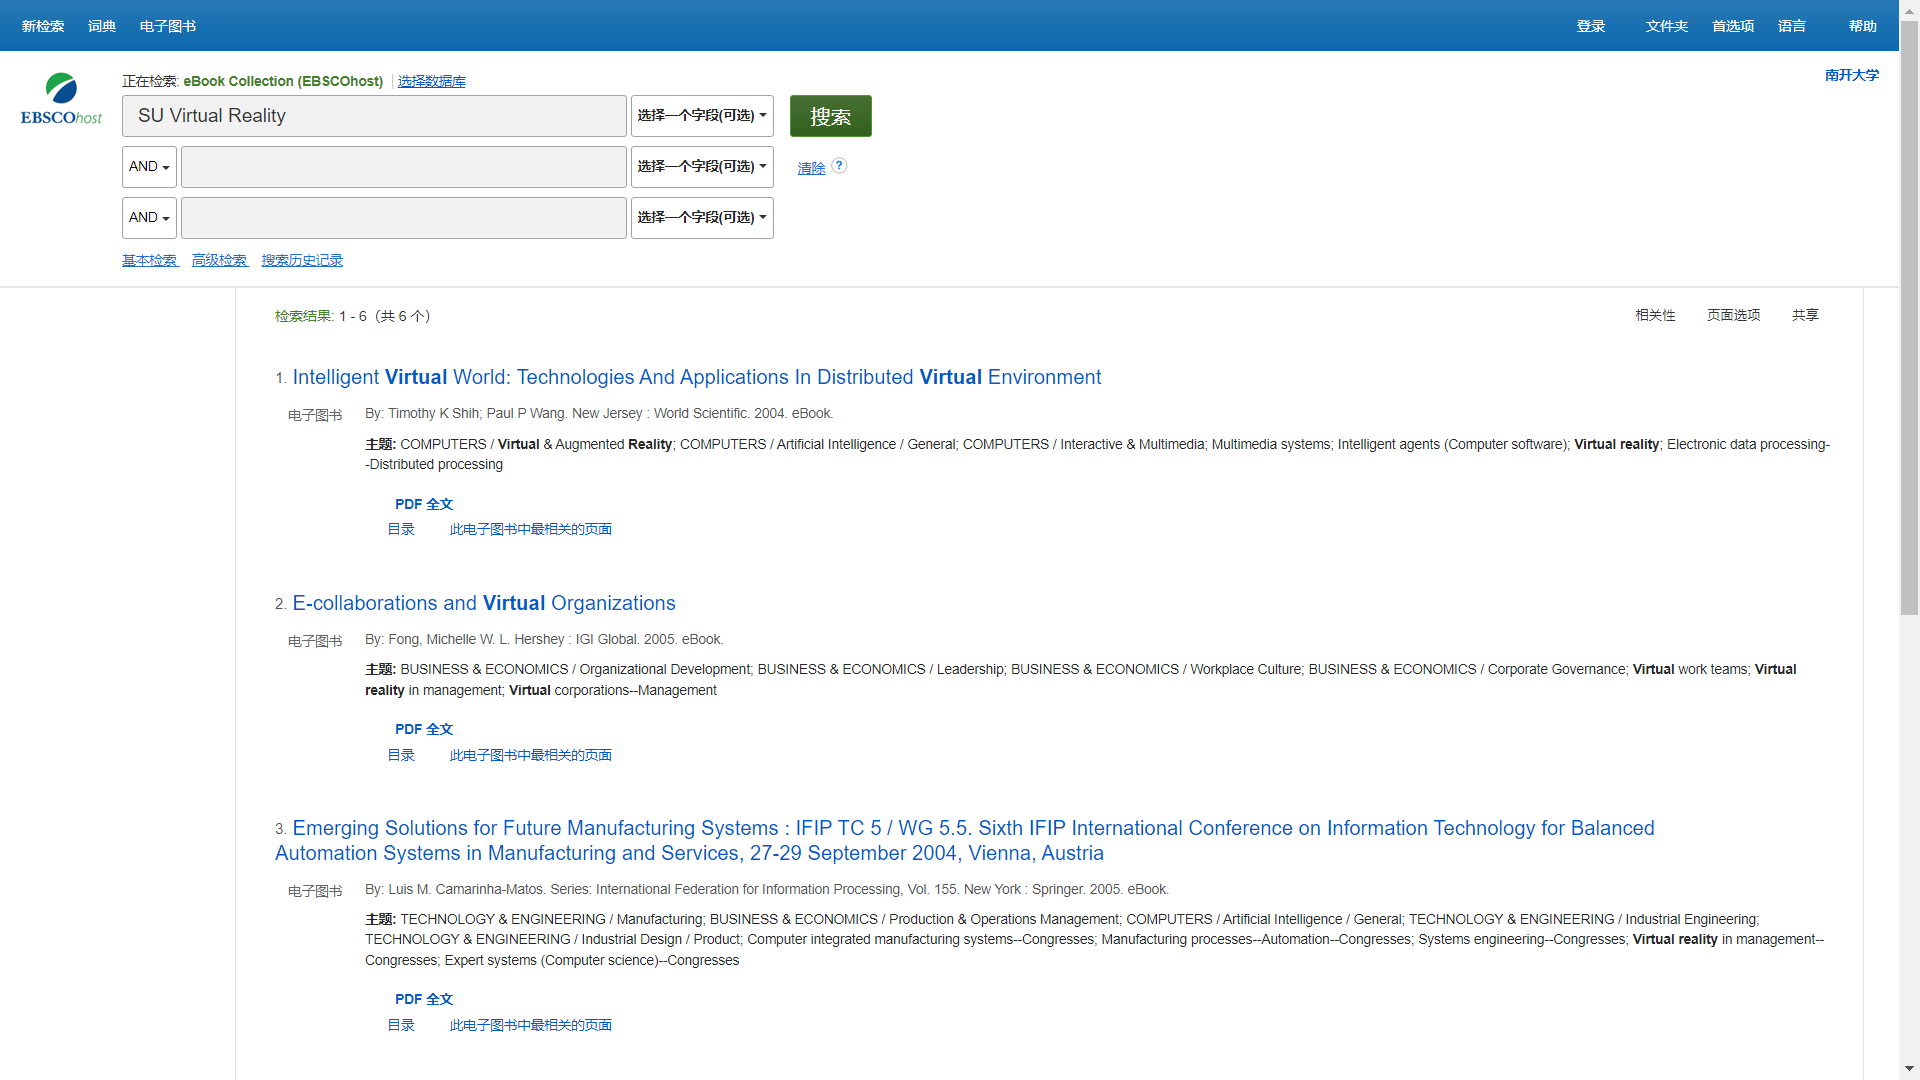 新检索 词典 电子图书 登录 文件夹 首选项 语言 帮助
南开大学
EBSCOhost
正在检索: eBook Collection (EBSCOhost) 选择数据库
SU Virtual Reality 选择一个字段(可选) 搜索
AND 选择一个字段(可选) 清除 ?
AND 选择一个字段(可选)
基本检索 高级检索 搜索历史记录
检索结果: 1 - 6（共 6 个） 相关性 页面选项 共享
1. Intelligent Virtual World: Technologies And Applications In Distributed Virtual Environment
电子图书 By: Timothy K Shih; Paul P Wang. New Jersey : World Scientific. 2004. eBook.
主题: COMPUTERS / Virtual & Augmented Reality; COMPUTERS / Artificial Intelligence / General; COMPUTERS / Interactive & Multimedia; Multimedia systems; Intelligent agents (Computer software); Virtual reality; Electronic data processing-
-Distributed processing
PDF 全文
目录 此电子图书中最相关的页面
2. E-collaborations and Virtual Organizations
电子图书 By: Fong, Michelle W. L. Hershey : IGI Global. 2005. eBook.
主题: BUSINESS & ECONOMICS / Organizational Development; BUSINESS & ECONOMICS / Leadership; BUSINESS & ECONOMICS / Workplace Culture; BUSINESS & ECONOMICS / Corporate Governance; Virtual work teams; Virtual
reality in management; Virtual corporations--Management
PDF 全文
目录 此电子图书中最相关的页面
3. Emerging Solutions for Future Manufacturing Systems : IFIP TC 5 / WG 5.5. Sixth IFIP International Conference on Information Technology for Balanced
Automation Systems in Manufacturing and Services, 27-29 September 2004, Vienna, Austria
电子图书 By: Luis M. Camarinha-Matos. Series: International Federation for Information Processing, Vol. 155. New York : Springer. 2005. eBook.
主题: TECHNOLOGY & ENGINEERING / Manufacturing; BUSINESS & ECONOMICS / Production & Operations Management; COMPUTERS / Artificial Intelligence / General; TECHNOLOGY & ENGINEERING / Industrial Engineering;
TECHNOLOGY & ENGINEERING / Industrial Design / Product; Computer integrated manufacturing systems--Congresses; Manufacturing processes--Automation--Congresses; Systems engineering--Congresses; Virtual reality in management--
Congresses; Expert systems (Computer science)--Congresses
PDF 全文
目录 此电子图书中最相关的页面